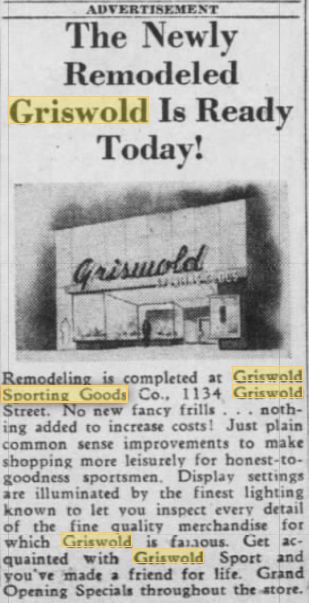 ADVERTISEMENT
The Newly
Remodeled
Griswold Is Ready
Today!
Griswold
SPORTING GOODS
Remodeling is completed at Griswold
Sporting Goods Co., 1134 Griswold
Street. No new fancy frills . . . noth-
ing added to increase costs! Just plain
common sense improvements to make
shopping more leisurely for honest-to-
goodness sportsmen. Display settings
are illuminated by the finest lighting
known to let you inspect every detail
of the fine quality merchandise for
which Griswold is famous. Get ac-
quainted with Griswold Sport and
you've made a friend for life. Grand
Opening Specials throughout the store.